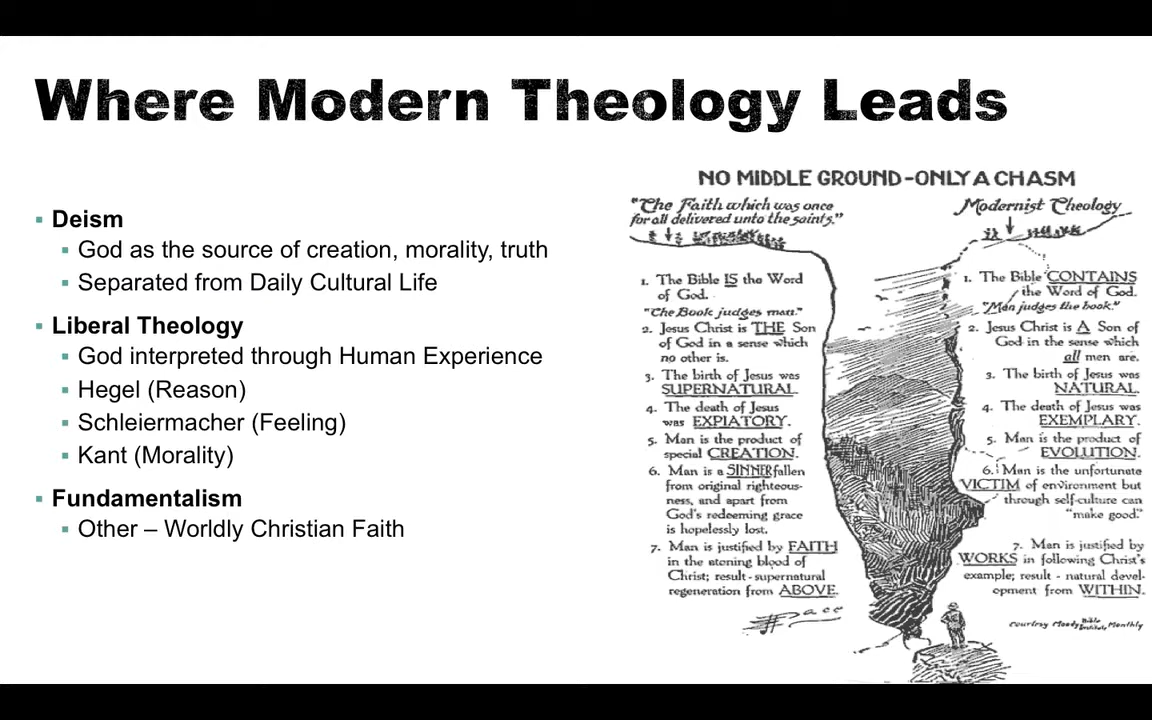 Where Modern Theology Leads
▪ Deism
▪ God as the source of creation, morality, truth
▪ Separated from Daily Cultural Life
▪ Liberal Theology
▪ God interpreted through Human Experience
▪ Hegel (Reason)
▪ Schleiermacher (Feeling)
▪ Kant (Morality)
▪ Fundamentalism
▪ Other – Worldly Christian Faith
NO MIDDLE GROUND-ONLY A CHASM
"The Faith which was once
for all delivered unto the saints."
1. The Bible IS the Word
of God.
"The Book judges man."
2. Jesus Christ is THE Son
of God in a sense which
no other is.
3. The birth of Jesus was
SUPERNATURAL.
4. The death of Jesus
was EXPIATORY.
5. Man is the product of
special CREATION.
6. Man is a SINNER fallen
from original righteous-
ness, and apart from
God's redeeming grace
is hopelessly lost.
7. Man is justified by FAITH
in the atoning blood of
Christ; result-supernatural
regeneration from ABOVE.
Pace
Modernist Theology
1. The Bible CONTAINS
the Word of God.
"Man judges the book."
2. Jesus Christ is A Son of
God in the sense which
all men are.
3. The birth of Jesus was
NATURAL.
4. The death of Jesus was
EXEMPLARY.
5. Man is the product of
EVOLUTION.
6. Man is the unfortunate
VICTIM of environment but
through self-culture can
"make good."
7. Man is justified by
WORKS in following Christ's
example; result - natural devel-
opment from WITHIN.
Courtesy Moody Bible Institute, Monthly